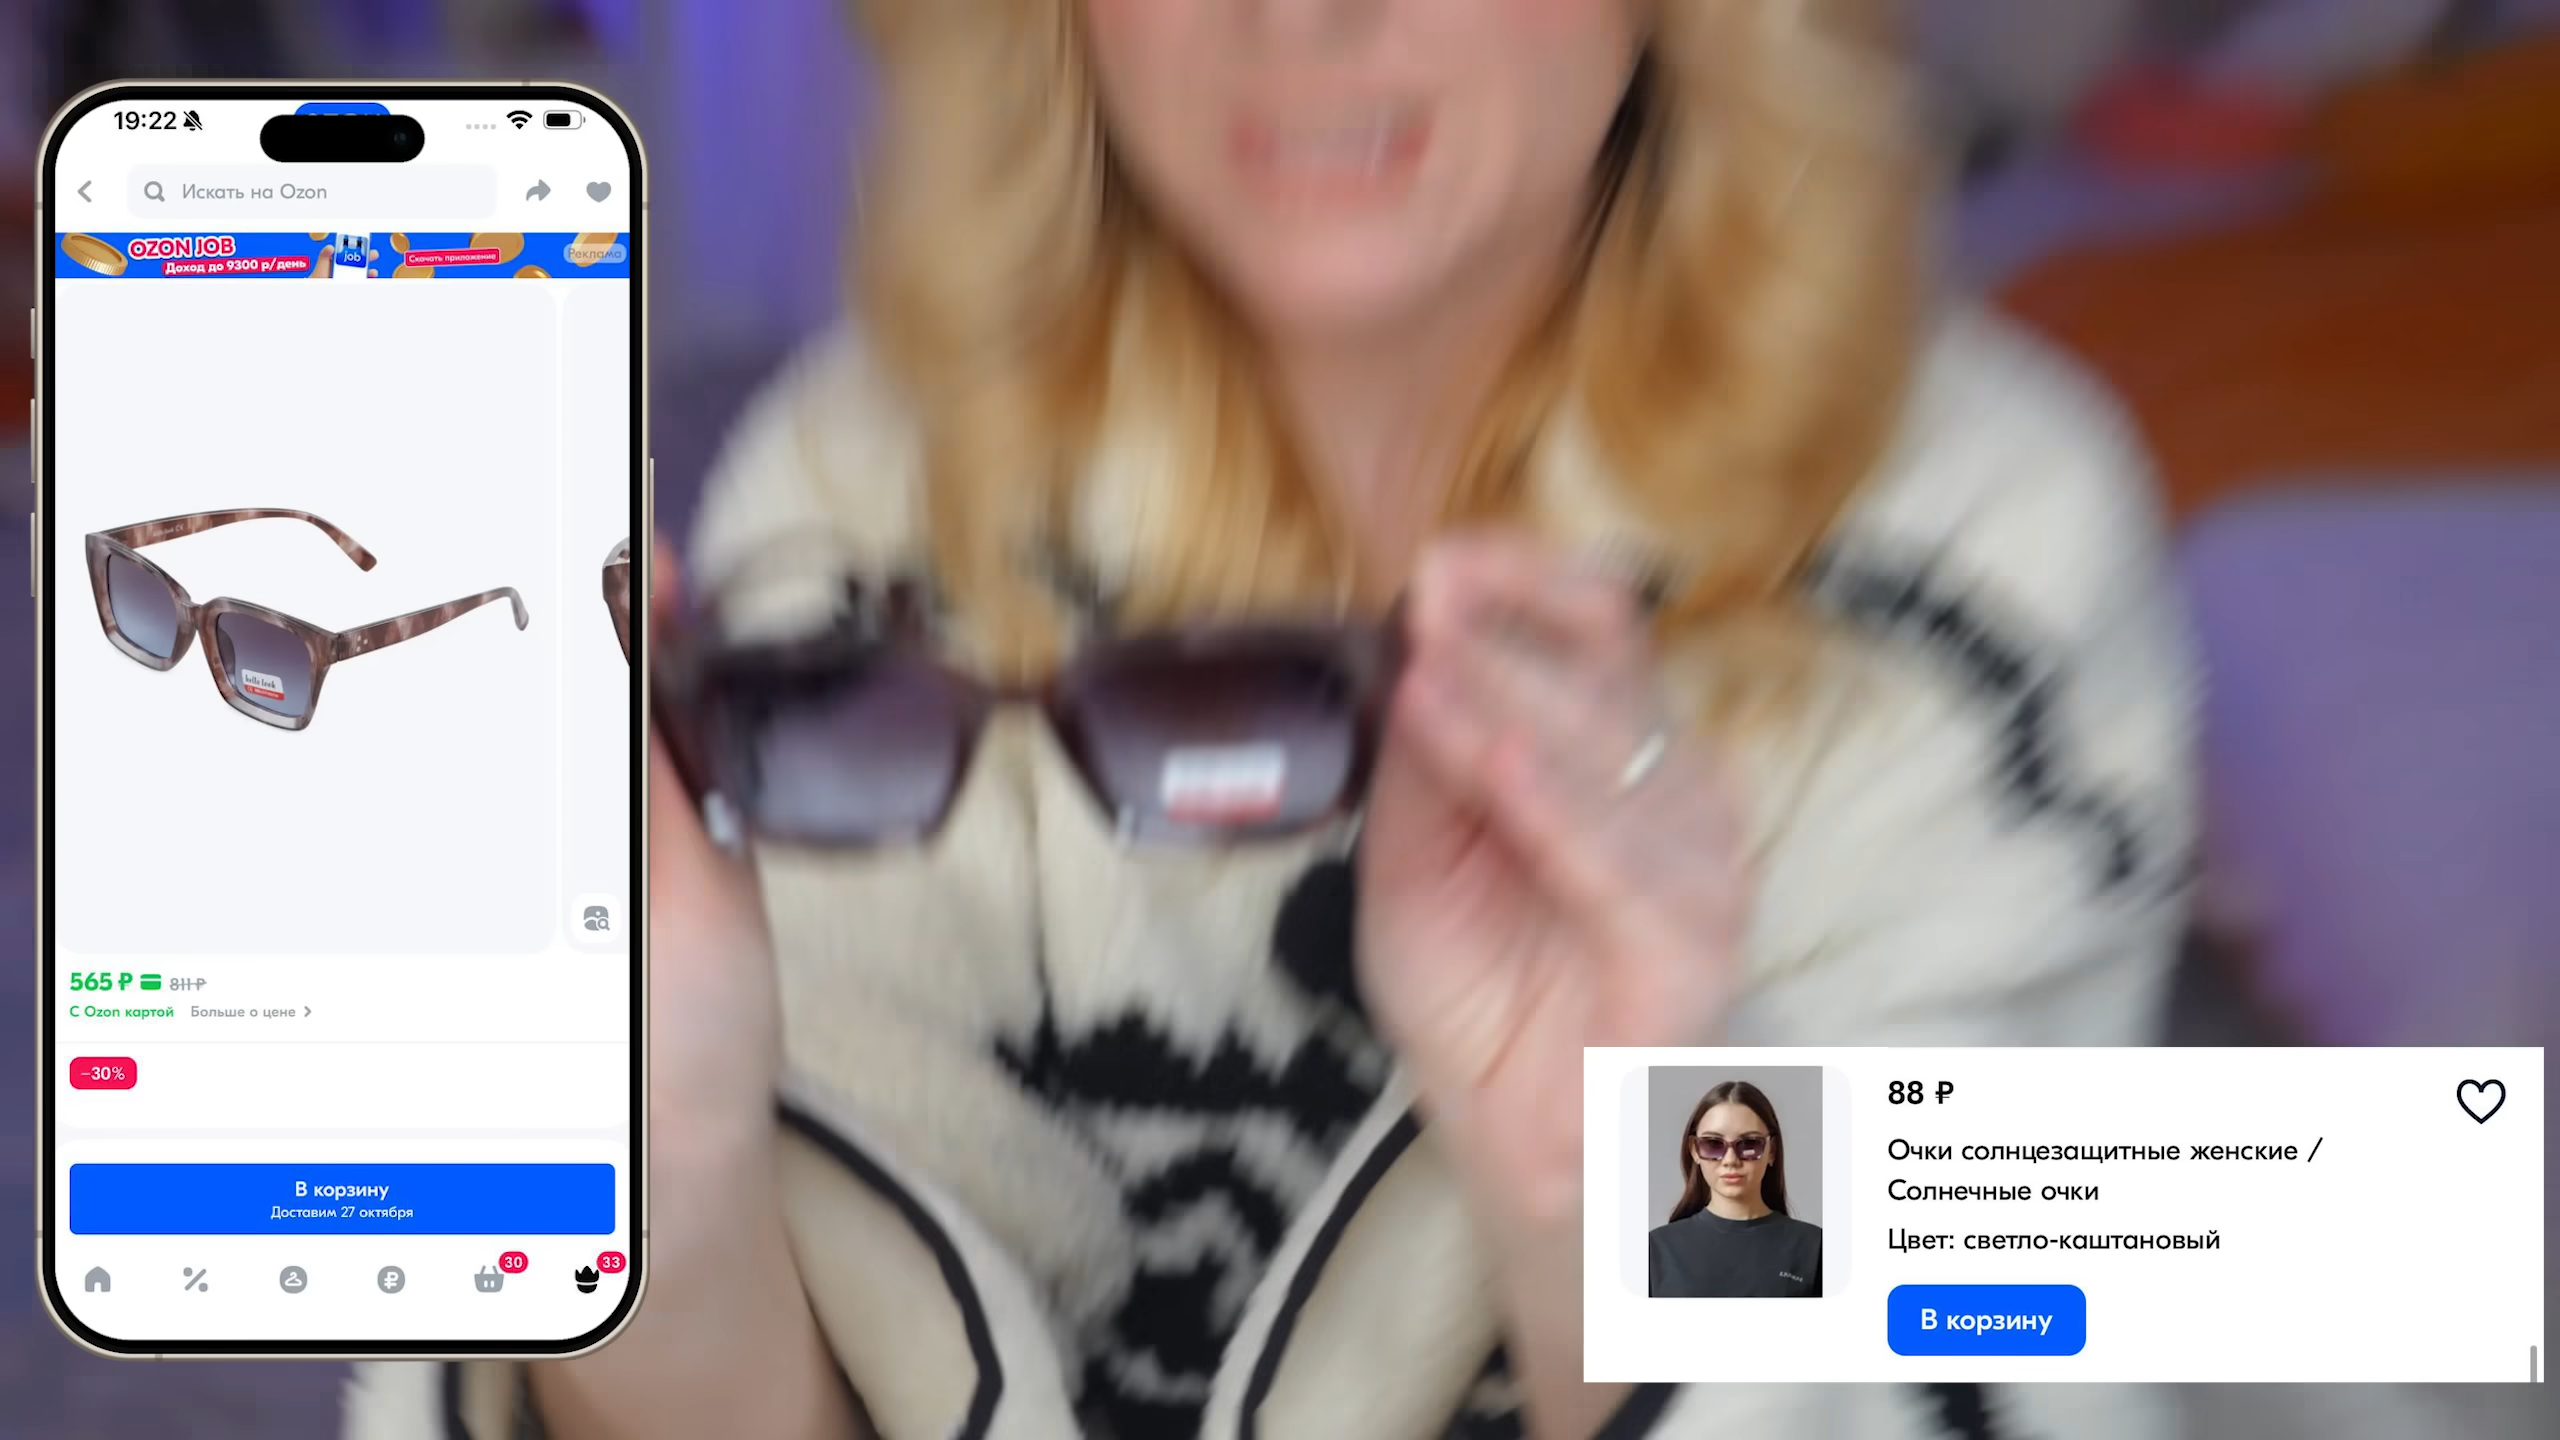 19:22
Искать на Ozon
OZON JOB
Доход до 9300 р/день
job
Скачать приложение
Реклама
565 ₽ 811 ₽
С Ozon картой Больше о цене
-30%
В корзину
Доставим 27 октября
30
33
88 ₽
Очки солнцезащитные женские /
Солнечные очки
Цвет: светло-каштановый
В корзину